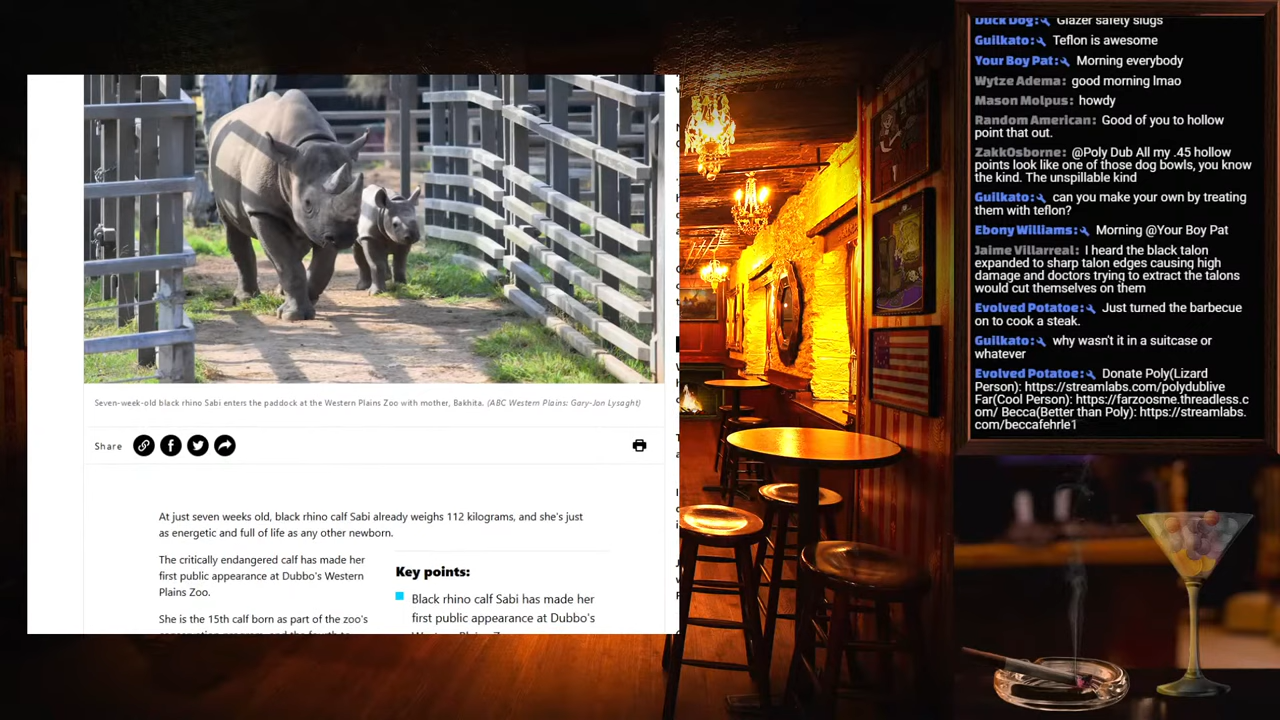 Seven-week-old black rhino Sabi enters the paddock at the Western Plains Zoo with mother, Bakhita. (ABC Western Plains: Gary-Jon Lysaght)
Share
At just seven weeks old, black rhino calf Sabi already weighs 112 kilograms, and she's just
as energetic and full of life as any other newborn.
The critically endangered calf has made her
first public appearance at Dubbo's Western
Plains Zoo.
She is the 15th calf born as part of the zoo's
Key points:
Black rhino calf Sabi has made her
first public appearance at Dubbo's
Duck Dog: Glazer safety slugs
Guilkato: Teflon is awesome
Your Boy Pat: Morning everybody
Wytze Adema: good morning lmao
Mason Molpus: howdy
Random American: Good of you to hollow
point that out.
ZakkOsborne: @Poly Dub All my .45 hollow
points look like one of those dog bowls, you know
the kind. The unspillable kind
Guilkato: can you make your own by treating
them with teflon?
Ebony Williams: Morning @Your Boy Pat
Jaime Villarreal: I heard the black talon
expanded to sharp talon edges causing high
damage and doctors trying to extract the talons
would cut themselves on them
Evolved Potatoe: Just turned the barbecue
on to cook a steak.
Guilkato: why wasn't it in a suitcase or
whatever
Evolved Potatoe: Donate Poly(Lizard
Person): https://streamlabs.com/polydublive
Far(Cool Person): https://farzoosme.threadless.c
om/ Becca(Better than Poly): https://streamlabs.
com/beccafehrle1